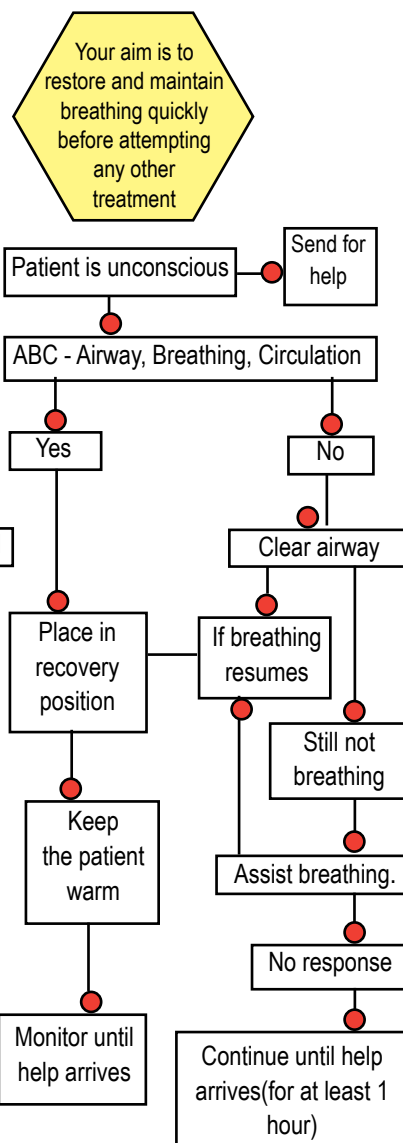 Your aim is to
restore and maintain
breathing quickly
before attempting
any other
treatment
Patient is unconscious
Send for
help
ABC - Airway, Breathing, Circulation
Yes
No
Clear airway
Place in
recovery
position
If breathing
resumes
Still not
breathing
Keep
the patient
warm
Assist breathing.
No response
Monitor until
help arrives
Continue until help
arrives(for at least 1
hour)